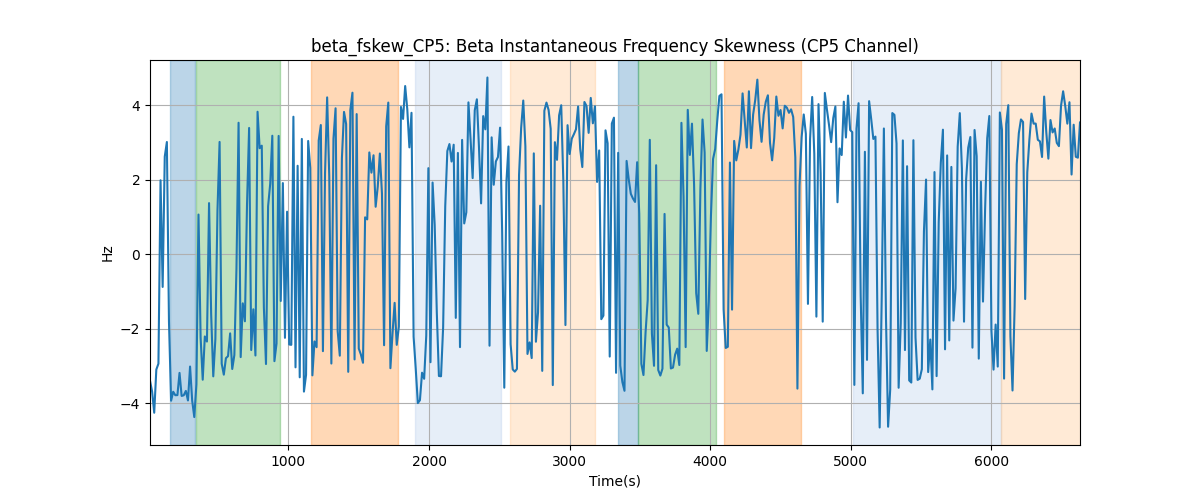 beta_fskew_CP5: Beta Instantaneous Frequency Skewness (CP5 Channel)
4
2
0
−2
−4
Hz
1000 2000 3000 4000 5000 6000
Time(s)